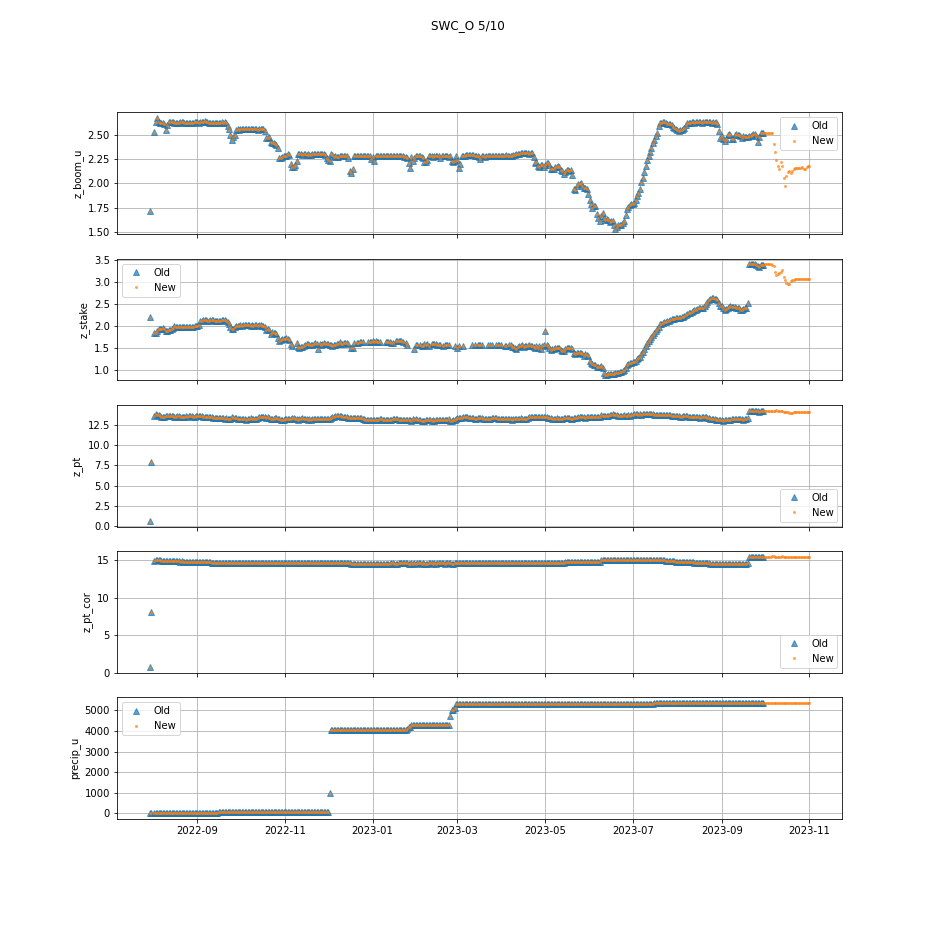 SWC_O 5/10
z_boom_u
2.50
2.25
2.00
1.75
1.50
Old
New
z_stake
3.5
3.0
2.5
2.0
1.5
1.0
Old
New
z_pt
12.5
10.0
7.5
5.0
2.5
0.0
Old
New
z_pt_cor
15
10
5
0
Old
New
precip_u
5000
4000
3000
2000
1000
0
Old
New
2022-09 2022-11 2023-01 2023-03 2023-05 2023-07 2023-09 2023-11